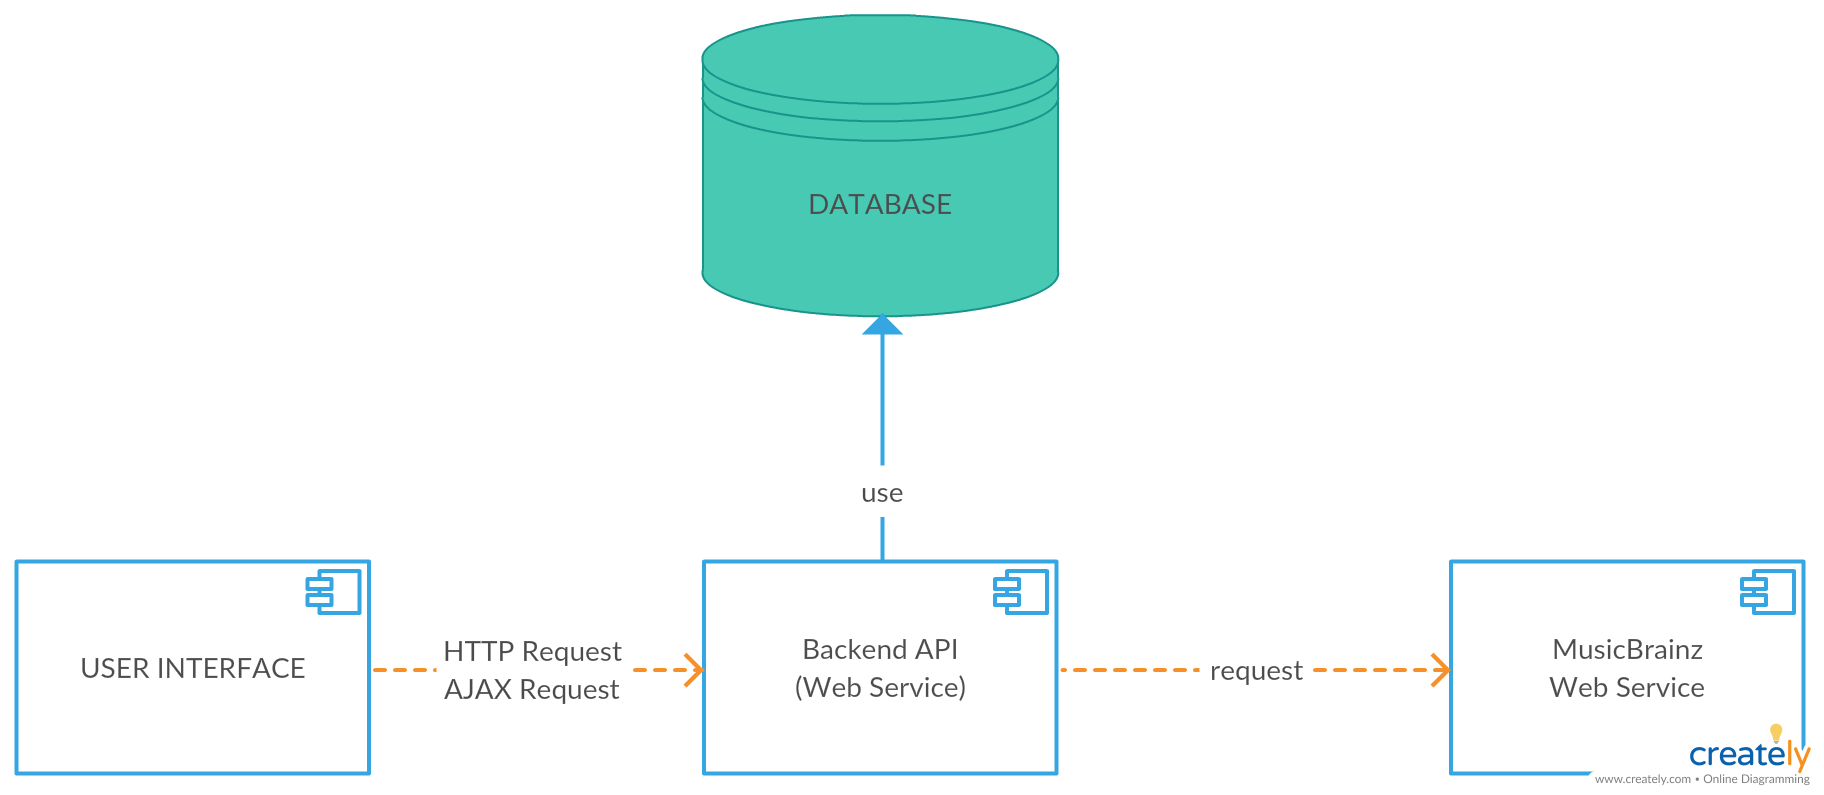 DATABASE
use
USER INTERFACE
HTTP Request
AJAX Request
Backend API
(Web Service)
request
MusicBrainz
Web Service
creately
www.creately.com • Online Diagramming